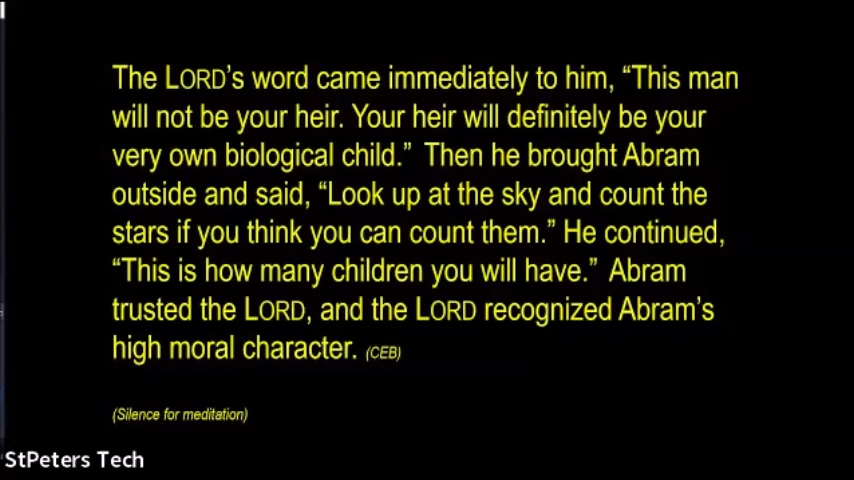 The LORD’s word came immediately to him, “This man
will not be your heir. Your heir will definitely be your
very own biological child.” Then he brought Abram
outside and said, “Look up at the sky and count the
stars if you think you can count them.” He continued,
“This is how many children you will have.” Abram
trusted the LORD, and the LORD recognized Abram’s
high moral character. (CEB)
(Silence for meditation)
StPeters Tech